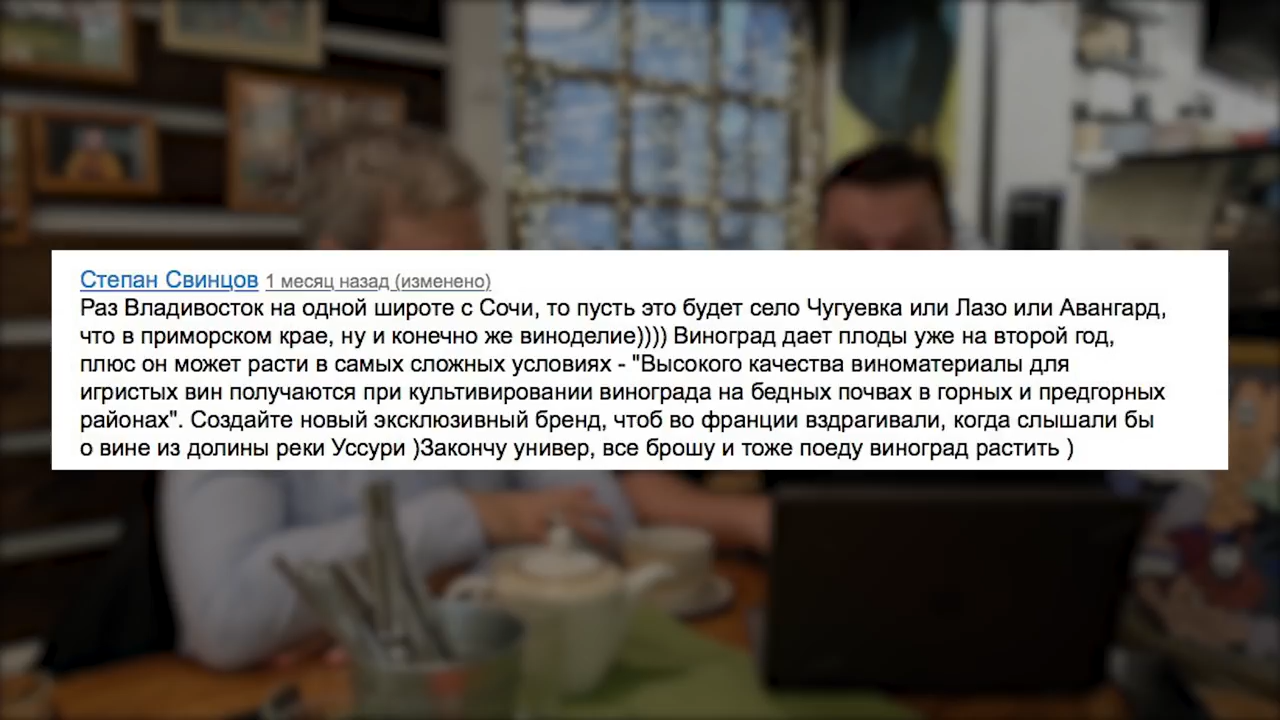 Степан Свинцов 1 месяц назад (изменено)
Раз Владивосток на одной широте с Сочи, то пусть это будет село Чугуевка или Лазо или Авангард,
что в приморском крае, ну и конечно же виноделие)))) Виноград дает плоды уже на второй год,
плюс он может расти в самых сложных условиях - "Высокого качества виноматериалы для
игристых вин получаются при культивировании винограда на бедных почвах в горных и предгорных
районах". Создайте новый эксклюзивный бренд, чтоб во франции вздрагивали, когда слышали бы
о вине из долины реки Уссури )Закончу универ, все брошу и тоже поеду виноград растить )